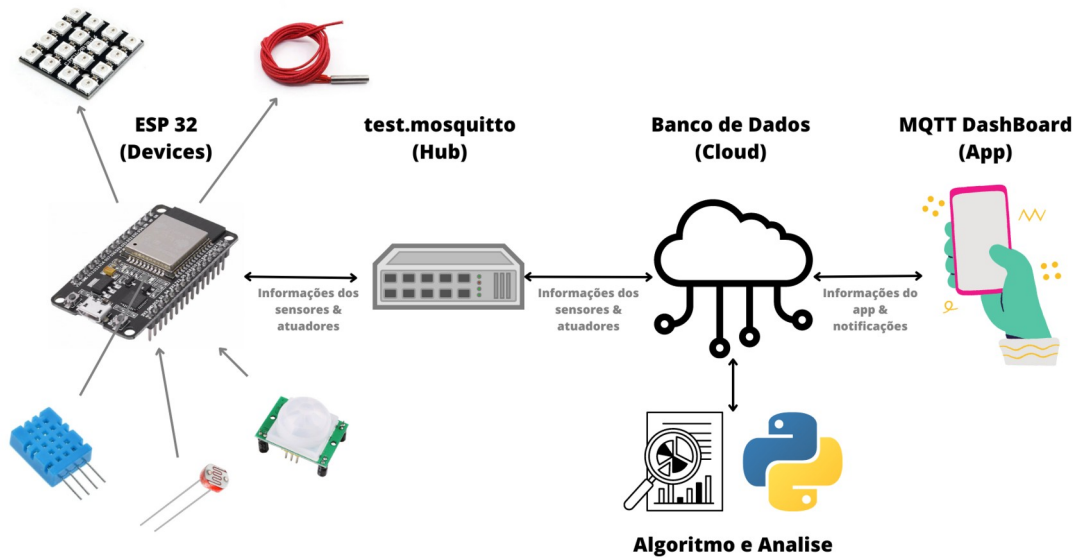 ESP 32
(Devices)
test.mosquitto
(Hub)
Banco de Dados
(Cloud)
MQTT DashBoard
(App)
Informações dos
sensores &
atuadores
Informações dos
sensores &
atuadores
Informações do
app &
notificações
Algoritmo e Analise